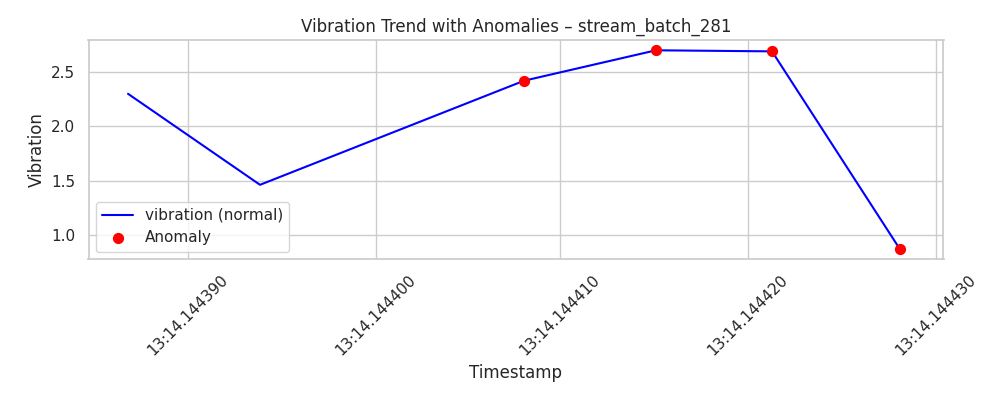 Vibration Trend with Anomalies – stream_batch_281
Vibration
2.5
2.0
1.5
1.0
vibration (normal)
Anomaly
13:14.144390
13:14.144400
13:14.144410
13:14.144420
13:14.144430
Timestamp